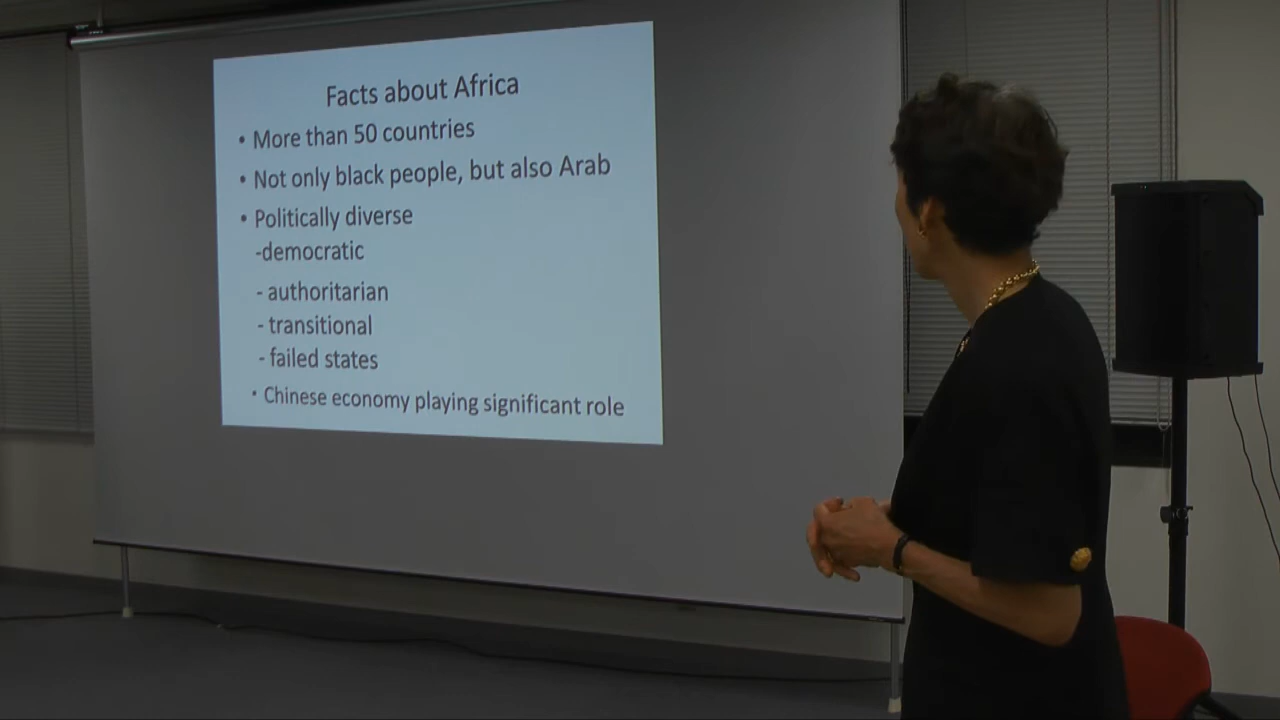 Facts about Africa
• More than 50 countries
• Not only black people, but also Arab
• Politically diverse
-democratic
- authoritarian
- transitional
- failed states
• Chinese economy playing significant role